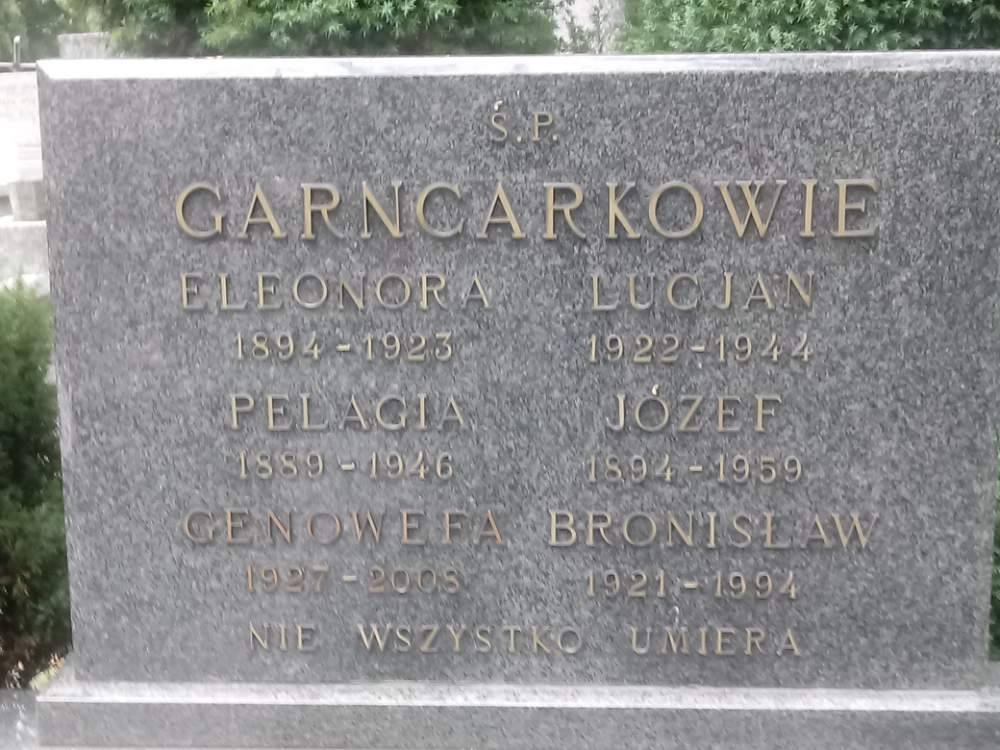 Ś.P.
GARNCARKOWIE
ELEONORA LUCJAN
1894-1923 1922-1944
PELAGIA JÓZEF
1889-1946 1894-1959
GENOWEFA BRONISŁAW
1927-2008 1921-1994
NIE WSZYSTKO UMIERA